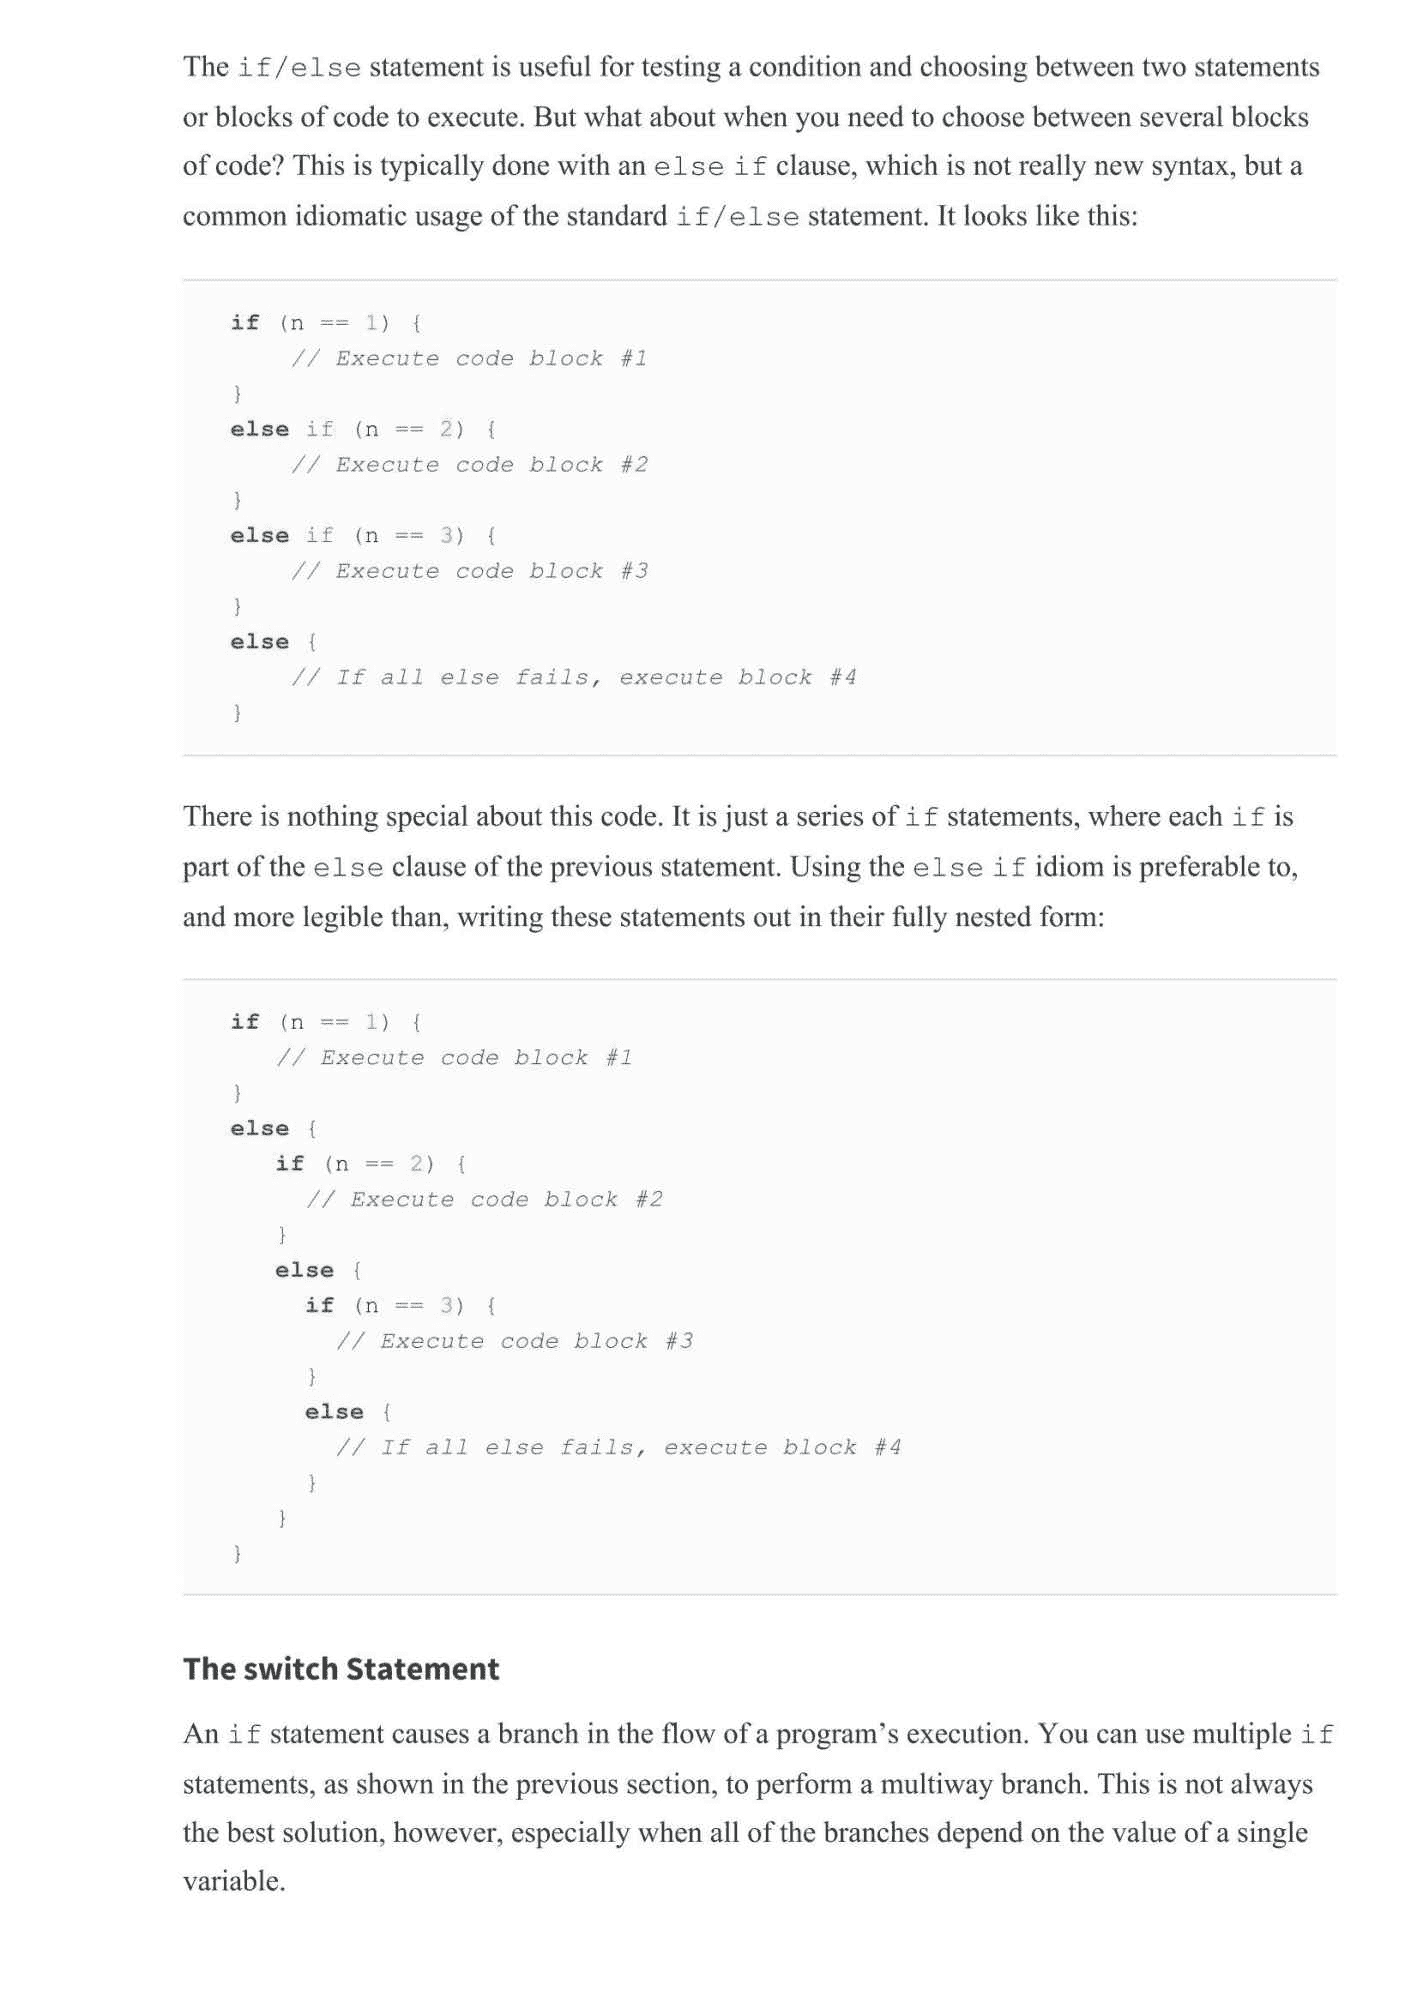 The if/else statement is useful for testing a condition and choosing between two statements
or blocks of code to execute. But what about when you need to choose between several blocks
of code? This is typically done with an else if clause, which is not really new syntax, but a
common idiomatic usage of the standard if/else statement. It looks like this:
if (n == 1) {
    // Execute code block #1
}
else if (n == 2) {
    // Execute code block #2
}
else if (n == 3) {
    // Execute code block #3
}
else {
    // If all else fails, execute block #4
}
There is nothing special about this code. It is just a series of if statements, where each if is
part of the else clause of the previous statement. Using the else if idiom is preferable to,
and more legible than, writing these statements out in their fully nested form:
if (n == 1) {
   // Execute code block #1
}
else {
   if (n == 2) {
     // Execute code block #2
   }
   else {
     if (n == 3) {
       // Execute code block #3
     }
     else {
       // If all else fails, execute block #4
     }
   }
}
The switch Statement
An if statement causes a branch in the flow of a program’s execution. You can use multiple if
statements, as shown in the previous section, to perform a multiway branch. This is not always
the best solution, however, especially when all of the branches depend on the value of a single
variable.